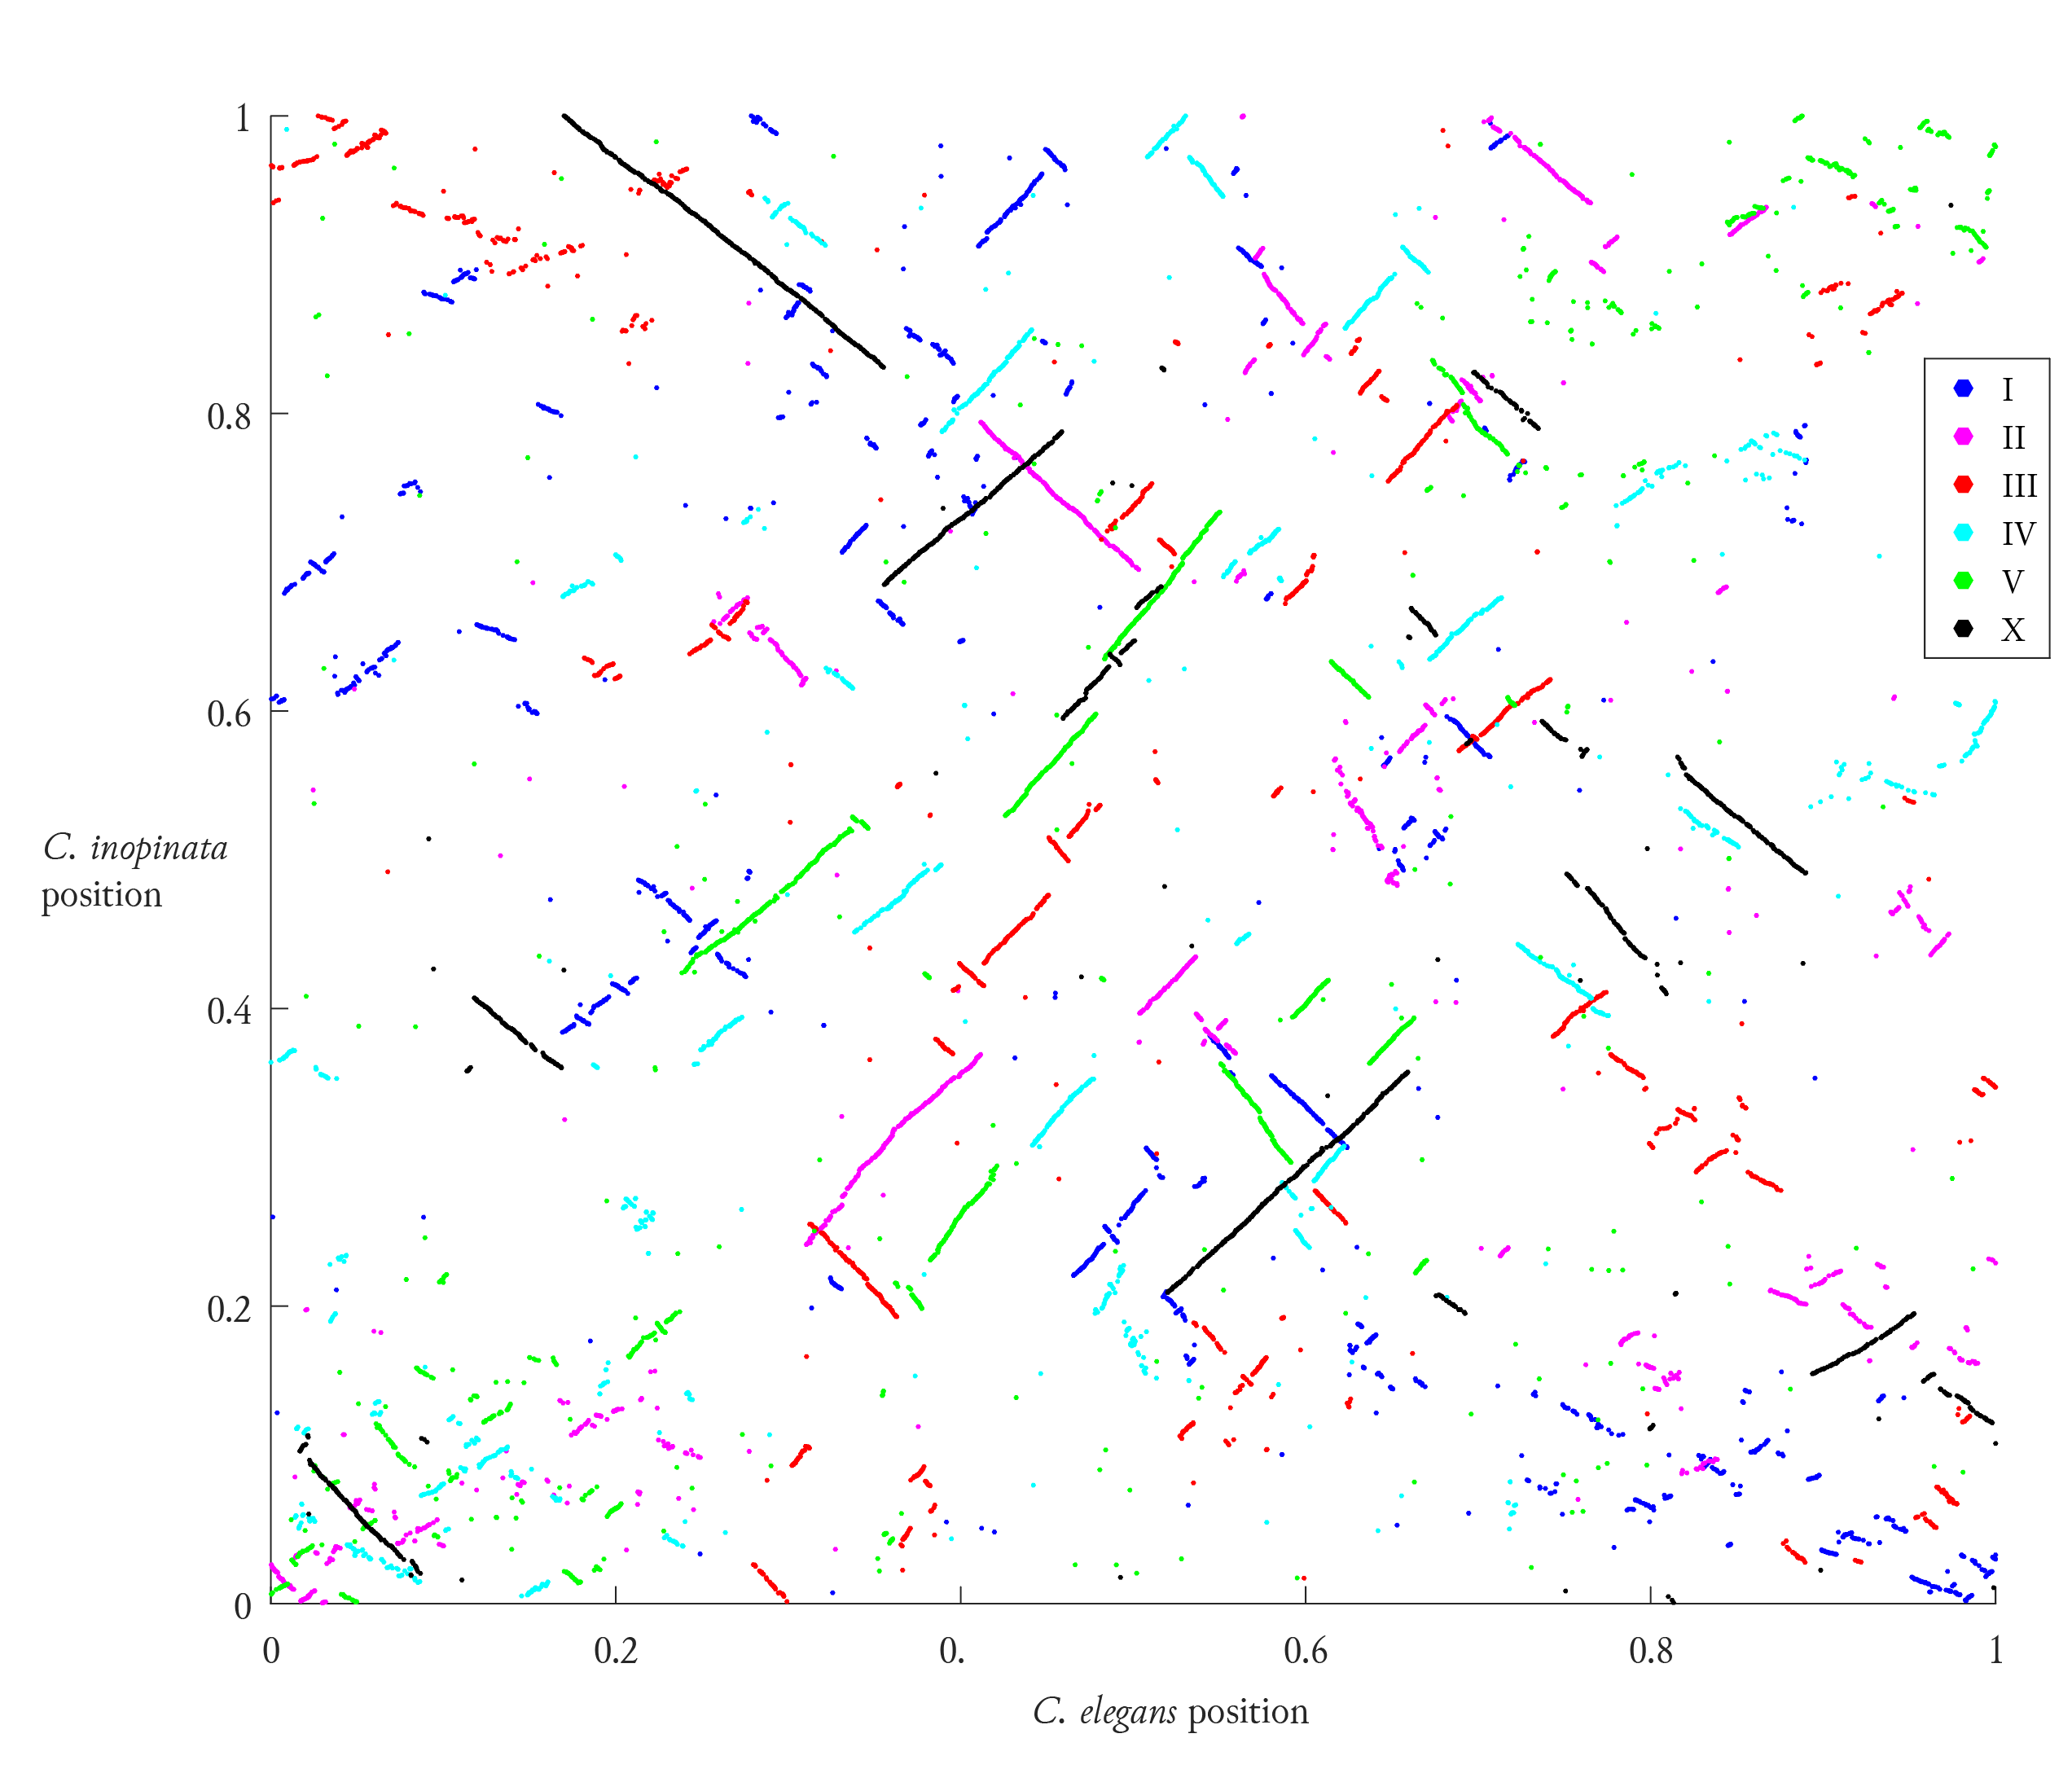 1
0.8
0.6
0.4
0.2
0
C. inopinata
position
I
II
III
IV
V
X
0 0.2 0. 0.6 0.8 1
C. elegans position